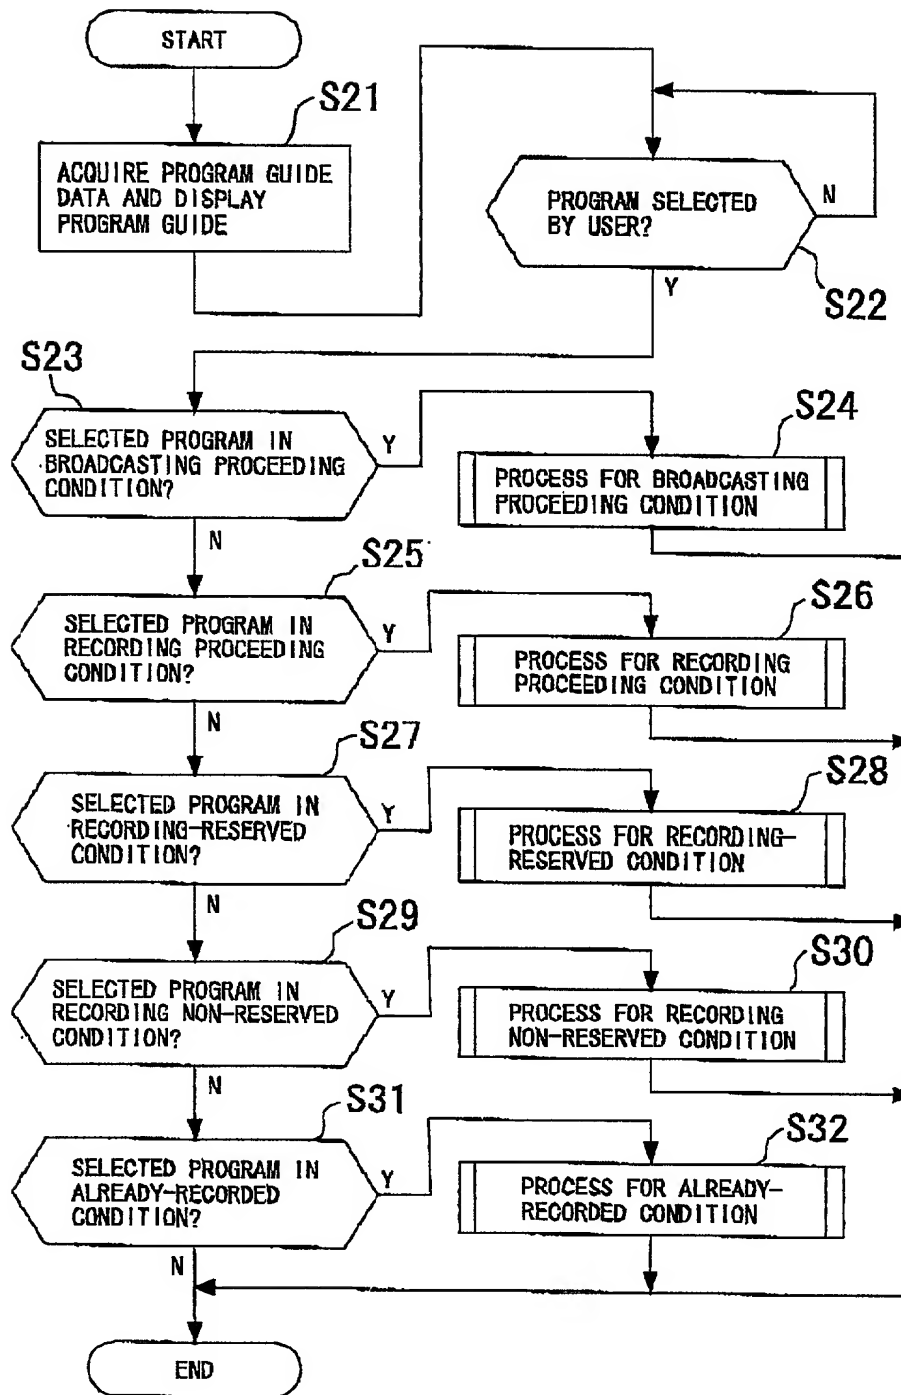 START
S21
ACQUIRE PROGRAM GUIDE
DATA AND DISPLAY
PROGRAM GUIDE
PROGRAM SELECTED
BY USER?
N
Y
S22
S23
SELECTED PROGRAM IN
BROADCASTING PROCEEDING
CONDITION?
Y
N
S24
PROCESS FOR BROADCASTING
PROCEEDING CONDITION
S25
SELECTED PROGRAM IN
RECORDING PROCEEDING
CONDITION?
Y
N
S26
PROCESS FOR RECORDING
PROCEEDING CONDITION
S27
SELECTED PROGRAM IN
RECORDING-RESERVED
CONDITION?
Y
N
S28
PROCESS FOR RECORDING-
RESERVED CONDITION
S29
SELECTED PROGRAM IN
RECORDING NON-RESERVED
CONDITION?
Y
N
S30
PROCESS FOR RECORDING
NON-RESERVED CONDITION
S31
SELECTED PROGRAM IN
ALREADY-RECORDED
CONDITION?
Y
N
S32
PROCESS FOR ALREADY-
RECORDED CONDITION
END